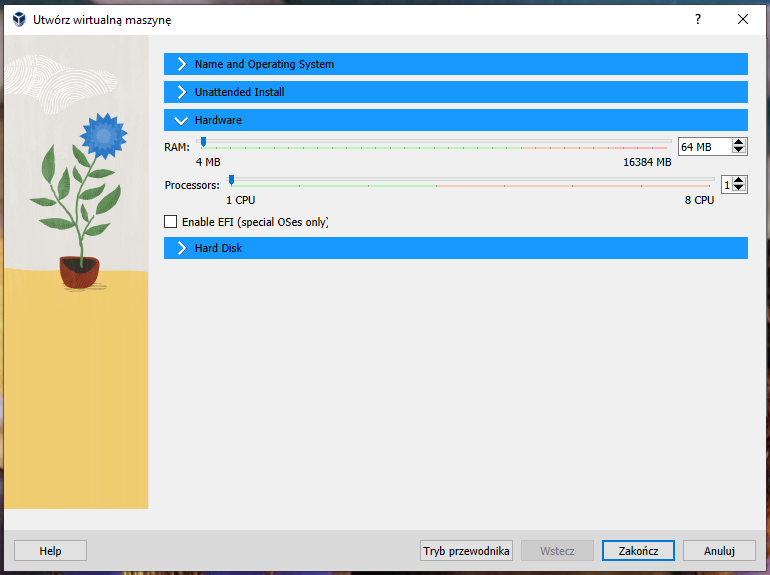 Utwórz wirtualną maszynę
?
Name and Operating System
Unattended Install
Hardware
RAM:
64 MB
4 MB
16384 MB
Processors:
1
1 CPU
8 CPU
Enable EFI (special OSes only)
Hard Disk
Help
Tryb przewodnika
Wstecz
Zakończ
Anuluj